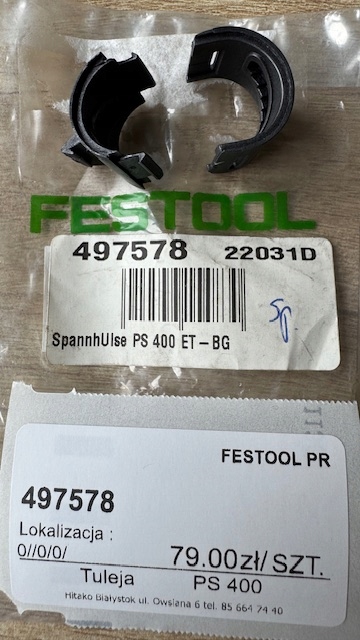 FESTOOL
497578 22031D
Sp.
SpannhUlse PS 400 ET-BG
FESTOOL PR
497578
Lokalizacja :
0//0/0/ 79.00zł/SZT.
Tuleja PS 400
Hitako Białystok ul. Owsiana 6 tel. 85 664 74 40